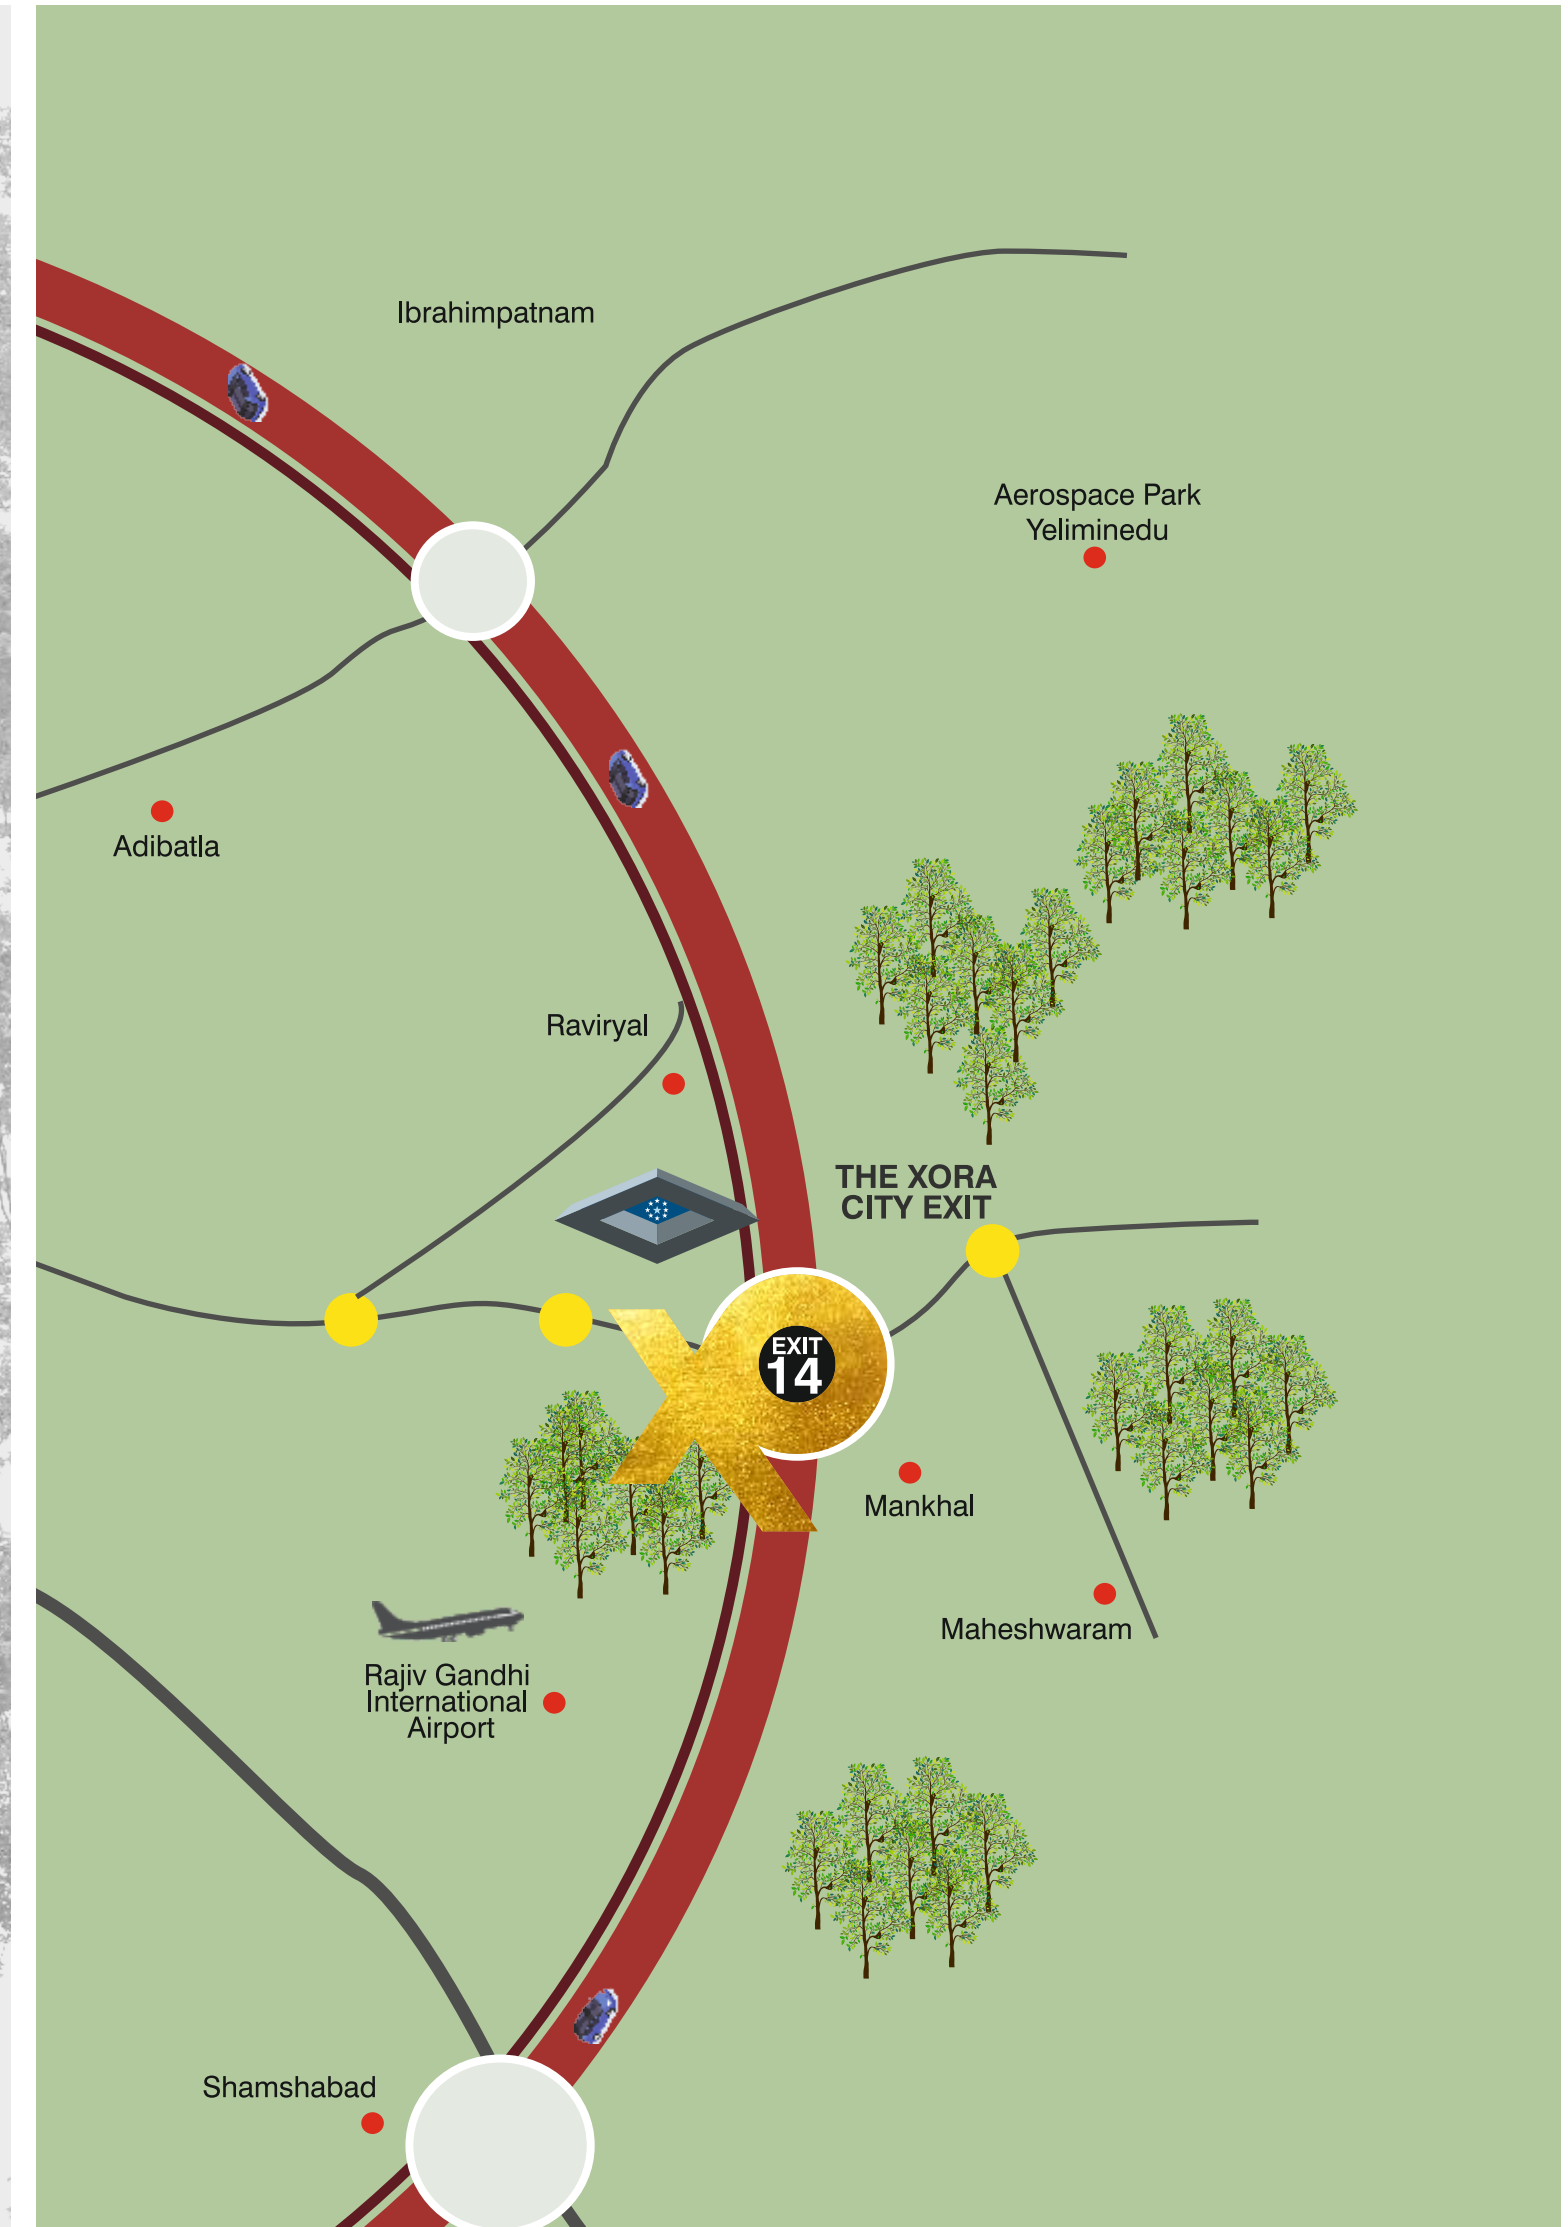 Ibrahimpatnam
Aerospace Park
Yeliminedu
Adibatla
Raviryal
THE XORA
CITY EXIT
EXIT
14
Mankhal
Maheshwaram
Rajiv Gandhi
International
Airport
Shamshabad